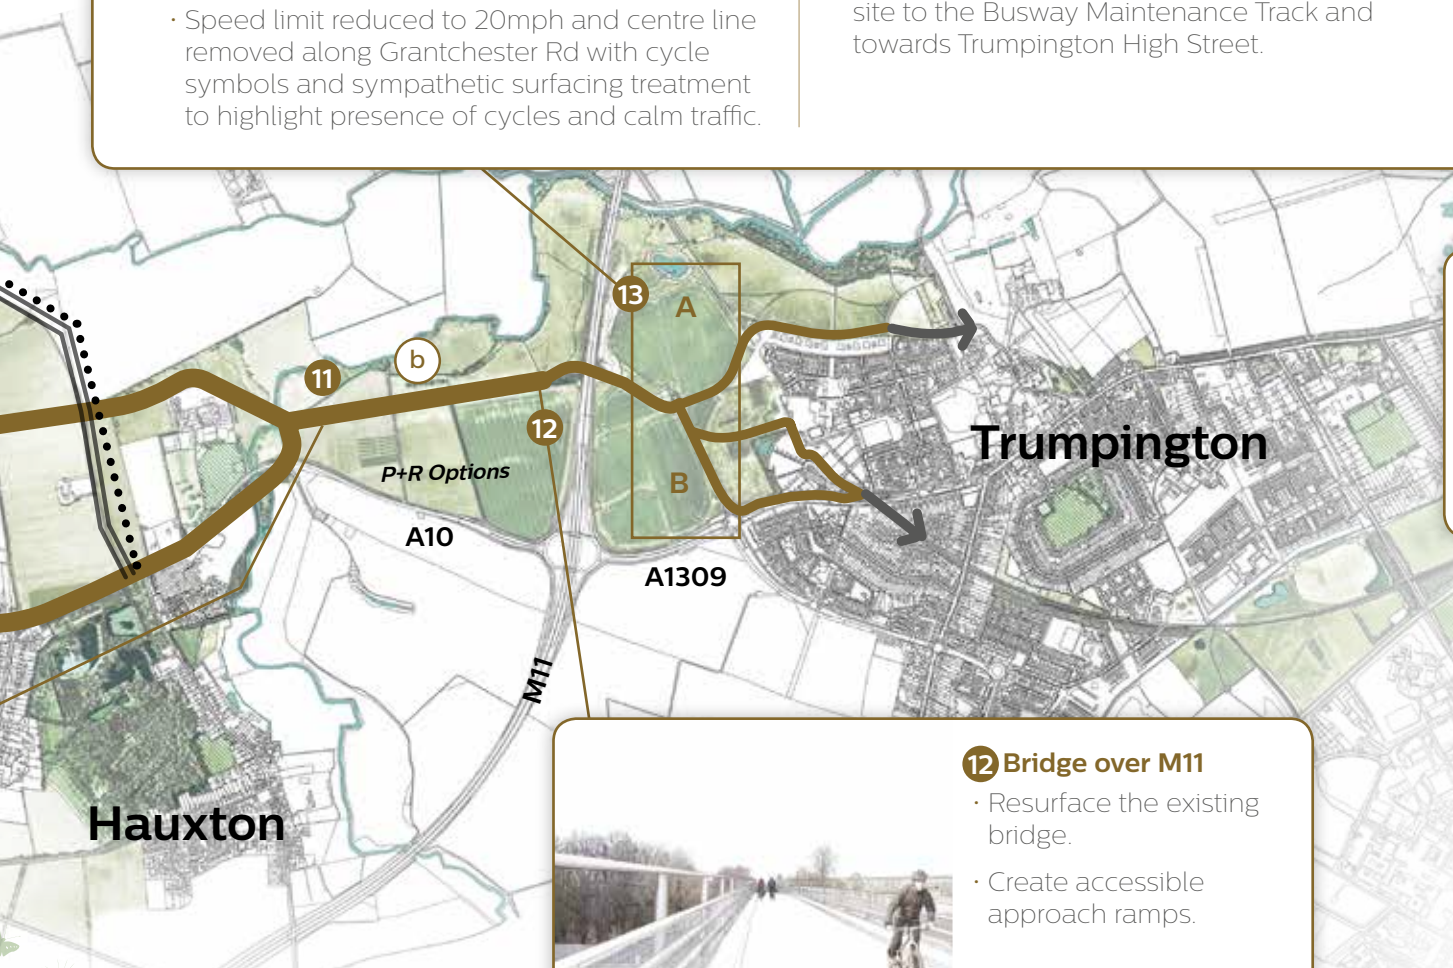 · Speed limit reduced to 20mph and centre line
removed along Grantchester Rd with cycle
symbols and sympathetic surfacing treatment
to highlight presence of cycles and calm traffic.
site to the Busway Maintenance Track and
towards Trumpington High Street.
13
A
11
b
12
Trumpington
P+R Options
B
A10
A1309
M11
Hauxton
12 Bridge over M11
· Resurface the existing
bridge.
· Create accessible
approach ramps.